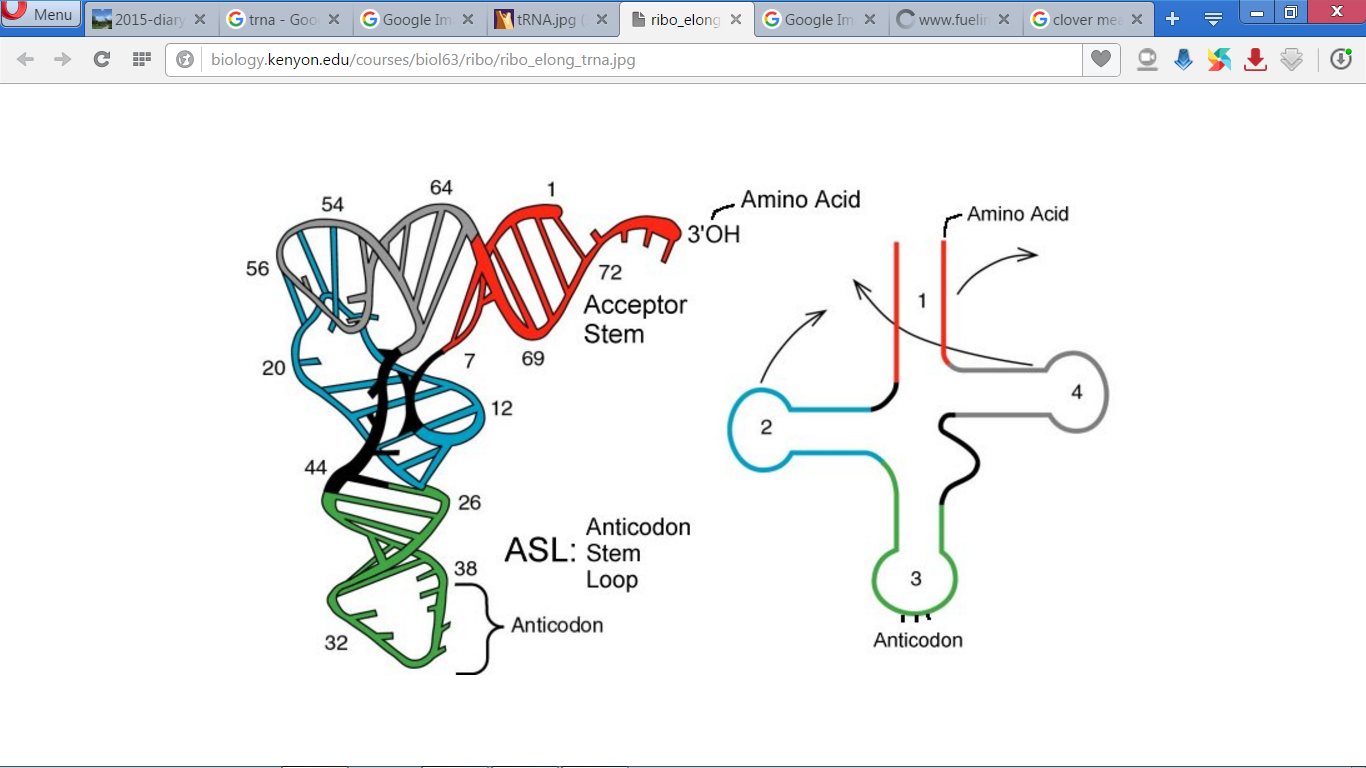 Menu
2015-diary
trna - Goo
Google Im
tRNA.jpg (
ribo_elong
Google Im
www.fuelin
clover mea
biology.kenyon.edu/courses/biol63/ribo/ribo_elong_trna.jpg
54
64
1
56
3'OH
Amino Acid
72
Acceptor
Stem
20
7
69
12
44
26
ASL:
Anticodon
Stem
Loop
38
32
Anticodon
Amino Acid
1
2
4
3
Anticodon